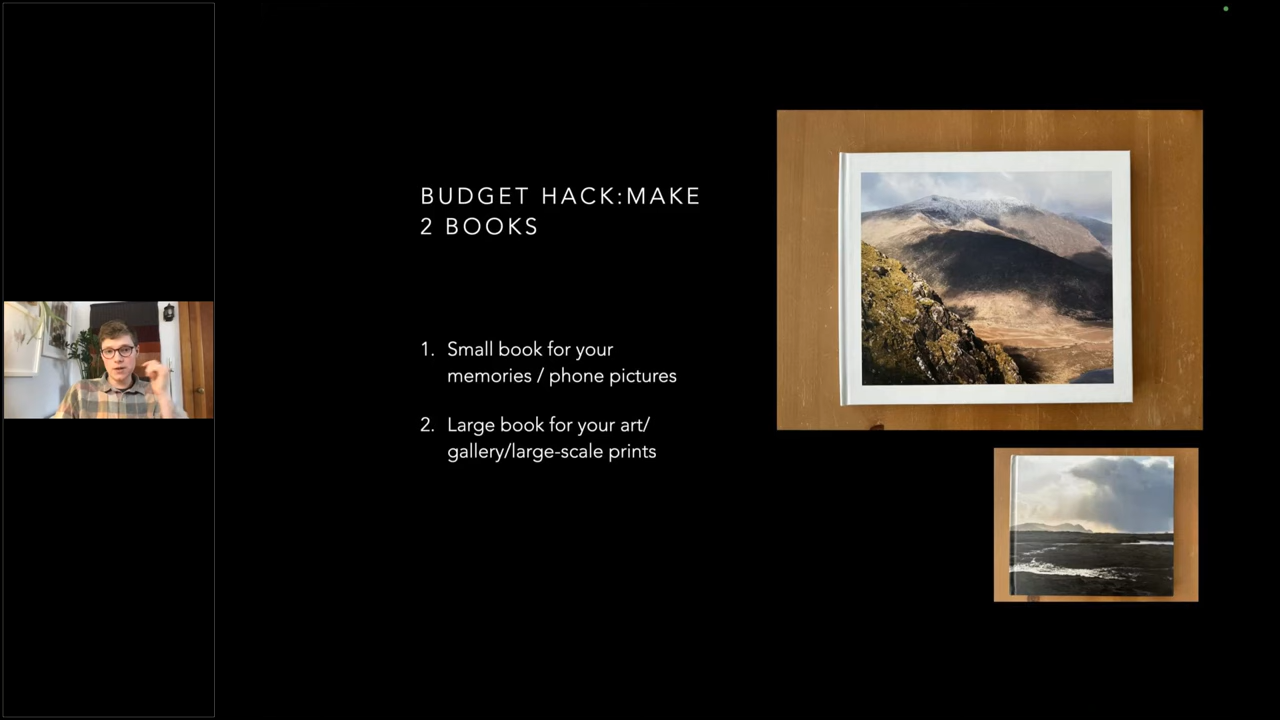 BUDGET HACK:MAKE
2 BOOKS
1. Small book for your
memories / phone pictures
2. Large book for your art/
gallery/large-scale prints